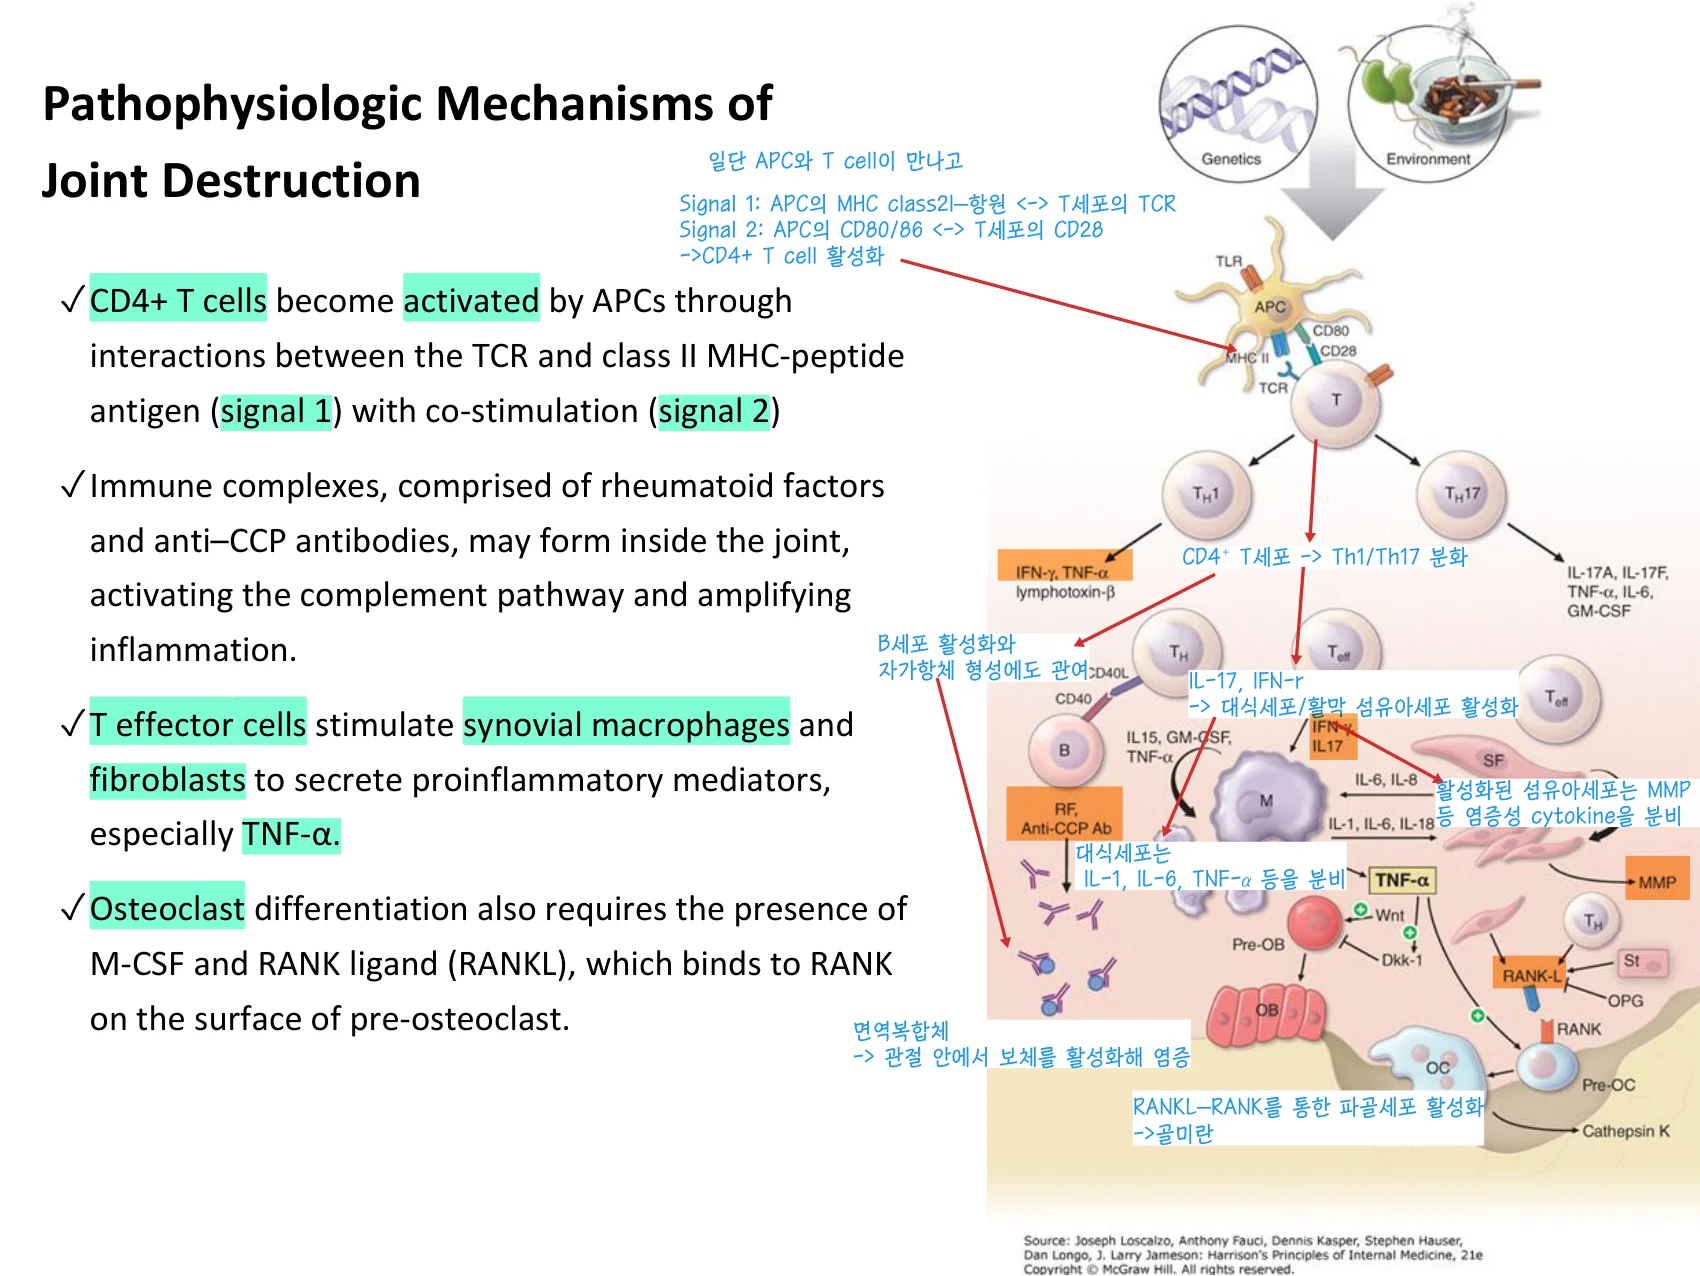 Pathophysiologic Mechanisms of
Joint Destruction
✓CD4+ T cells become activated by APCs through
interactions between the TCR and class II MHC-peptide
antigen (signal 1) with co-stimulation (signal 2)
✓Immune complexes, comprised of rheumatoid factors
and anti–CCP antibodies, may form inside the joint,
activating the complement pathway and amplifying
inflammation.
✓T effector cells stimulate synovial macrophages and
fibroblasts to secrete proinflammatory mediators,
especially TNF-α.
✓Osteoclast differentiation also requires the presence of
M-CSF and RANK ligand (RANKL), which binds to RANK
on the surface of pre-osteoclast.
일단 APC와 T cell이 만나고
Signal 1: APC의 MHC class2l–항원 <-> T세포의 TCR
Signal 2: APC의 CD80/86 <-> T세포의 CD28
->CD4+ T cell 활성화
Genetics
Environment
TLR
APC
CD80
CD28
MHC II
TCR
T
TH1
TH17
IFN-γ, TNF-α
lymphotoxin-β
CD4⁺ T세포 -> Th1/Th17 분화
IL-17A, IL-17F,
TNF-α, IL-6,
GM-CSF
B세포 활성화와
자가항체 형성에도 관여
CD40L
CD40
TH
Teff
Teff
IL-17, IFN-r
-> 대식세포/활막 섬유아세포 활성화
IFN-γ,
IL17
B
IL15, GM-CSF,
TNF-α
SF
M
IL-6, IL-8
활성화된 섬유아세포는 MMP
등 염증성 cytokine을 분비
RF,
Anti-CCP Ab
IL-1, IL-6, IL-18
대식세포는
IL-1, IL-6, TNF-α 등을 분비
TNF-α
MMP
Wnt
Pre-OB
Dkk-1
TH
St
RANK-L
OPG
OB
RANK
면역복합체
-> 관절 안에서 보체를 활성화해 염증
OC
Pre-OC
RANKL–RANK를 통한 파골세포 활성화
->골미란
Cathepsin K
Source: Joseph Loscalzo, Anthony Fauci, Dennis Kasper, Stephen Hauser,
Dan Longo, J. Larry Jameson: Harrison's Principles of Internal Medicine, 21e
Copyright © McGraw Hill. All rights reserved.